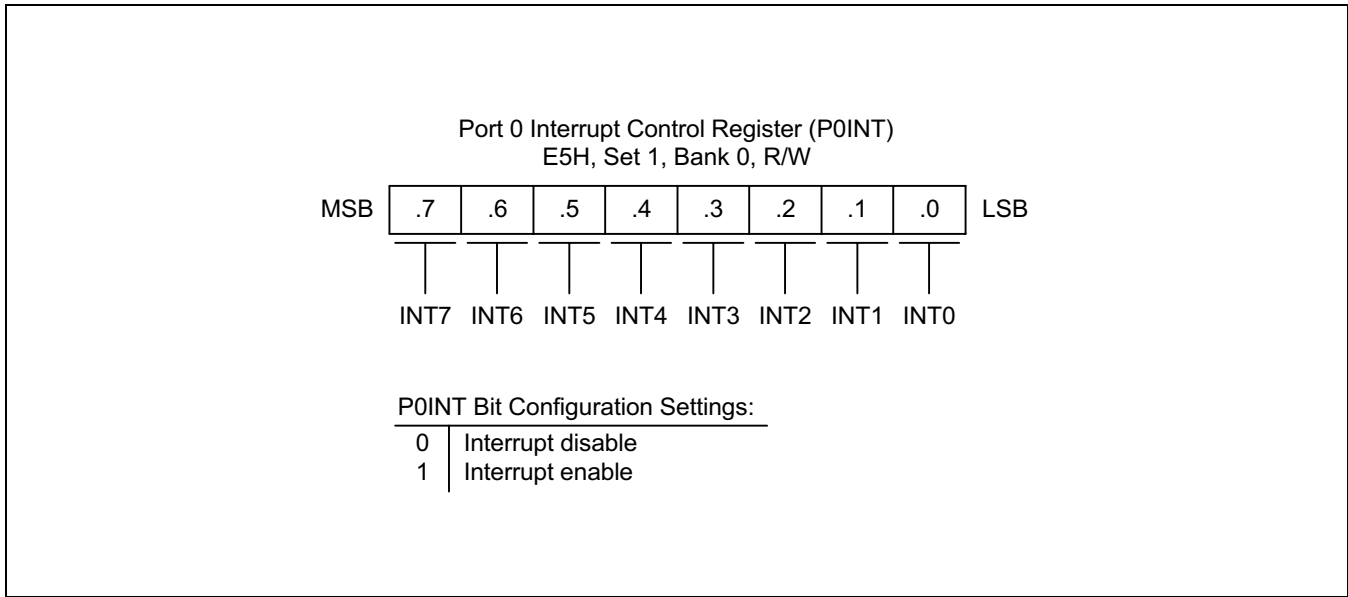 Port 0 Interrupt Control Register (P0INT)
E5H, Set 1, Bank 0, R/W
MSB .7 .6 .5 .4 .3 .2 .1 .0 LSB
INT7 INT6 INT5 INT4 INT3 INT2 INT1 INT0
P0INT Bit Configuration Settings:
0 Interrupt disable
1 Interrupt enable